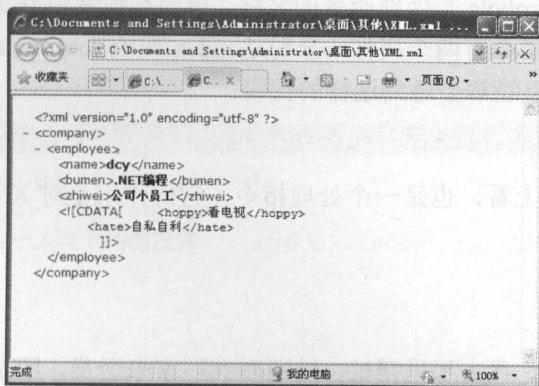 C:\Documents and Settings\Administrator\桌面\其他\XML.xml ...
C:\Documents and Settings\Administrator\桌面\其他\XML.xml
收藏夹 C:\... C.. × 页面(P) »
<?xml version="1.0" encoding="utf-8" ?>
- <company>
- <employee>
<name>dcy</name>
<bumen>.NET编程</bumen>
<zhiwei>公司小员工</zhiwei>
<![CDATA[ <hoppy>看电视</hoppy>
<hate>自私自利</hate>
]]>
</employee>
</company>
完成 我的电脑 100%